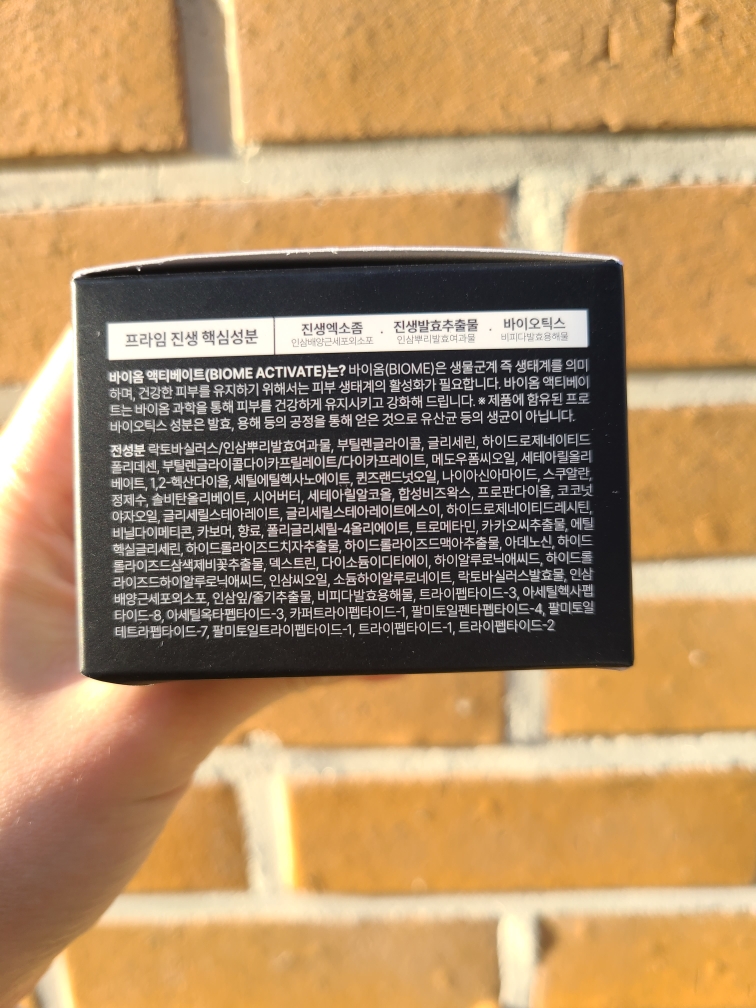 프라임 진생 핵심성분
진생엑소좀 · 진생발효추출물 · 바이오틱스
인삼배양근세포외소포 인삼뿌리발효여과물 비피다발효용해물
바이옴 액티베이트(BIOME ACTIVATE)는? 바이옴(BIOME)은 생물군계 즉 생태계를 의미
하며, 건강한 피부를 유지하기 위해서는 피부 생태계의 활성화가 필요합니다. 바이옴 액티베이
트는 바이옴 과학을 통해 피부를 건강하게 유지시키고 강화해 드립니다. ※ 제품에 함유된 프로
바이오틱스 성분은 발효, 용해 등의 공정을 통해 얻은 것으로 유산균 등의 생균이 아닙니다.
전성분 락토바실러스/인삼뿌리발효여과물, 부틸렌글라이콜, 글리세린, 하이드로제네이티드
폴리데센, 부틸렌글라이콜다이카프릴레이트/다이카프레이트, 메도우폼씨오일, 세테아릴올리
베이트, 1,2-헥산다이올, 세틸에틸헥사노에이트, 퀸즈랜드넛오일, 나이아신아마이드, 스쿠알란,
정제수, 솔비탄올리베이트, 시어버터, 세테아릴알코올, 합성비즈왁스, 프로판다이올, 코코넛
야자오일, 글리세릴스테아레이트, 글리세릴스테아레이트에스이, 하이드로제네이티드레시틴,
비닐다이메티콘, 카보머, 향료, 폴리글리세릴-4올리에이트, 트로메타민, 카카오씨추출물, 에틸
헥실글리세린, 하이드롤라이즈드치자추출물, 하이드롤라이즈드맥아추출물, 아데노신, 하이드
롤라이즈드삼색제비꽃추출물, 덱스트린, 다이소듐이디티에이, 하이알루로닉애씨드, 하이드롤
라이즈드하이알루로닉애씨드, 인삼씨오일, 소듐하이알루로네이트, 락토바실러스발효물, 인삼
배양근세포외소포, 인삼잎/줄기추출물, 비피다발효용해물, 트라이펩타이드-3, 아세틸헥사펩
타이드-8, 아세틸옥타펩타이드-3, 카퍼트라이펩타이드-1, 팔미토일펜타펩타이드-4, 팔미토일
테트라펩타이드-7, 팔미토일트라이펩타이드-1, 트라이펩타이드-1, 트라이펩타이드-2